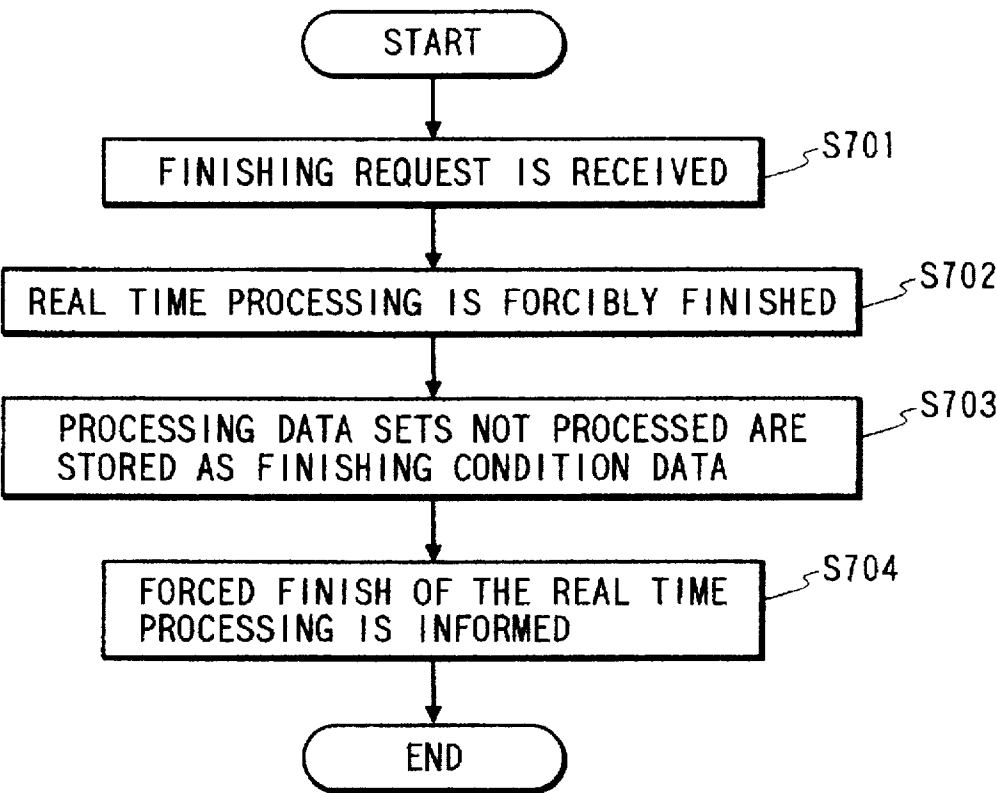 START
FINISHING REQUEST IS RECEIVED
S701
REAL TIME PROCESSING IS FORCIBLY FINISHED
S702
PROCESSING DATA SETS NOT PROCESSED ARE
STORED AS FINISHING CONDITION DATA
S703
FORCED FINISH OF THE REAL TIME
PROCESSING IS INFORMED
S704
END